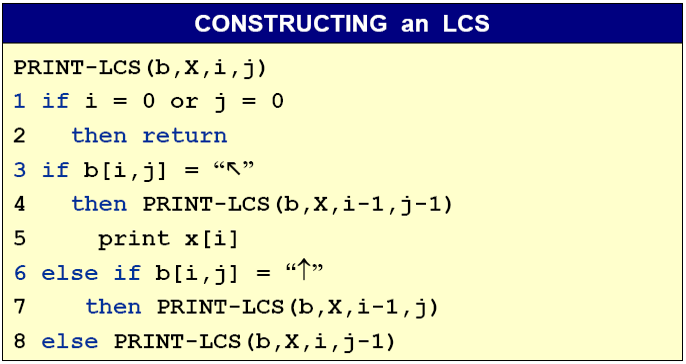 CONSTRUCTING an LCS
PRINT-LCS(b,X,i,j)
1 if i = 0 or j = 0
2   then return
3 if b[i,j] = “↖”
4   then PRINT-LCS(b,X,i-1,j-1)
5     print x[i]
6 else if b[i,j] = “↑”
7    then PRINT-LCS(b,X,i-1,j)
8 else PRINT-LCS(b,X,i,j-1)